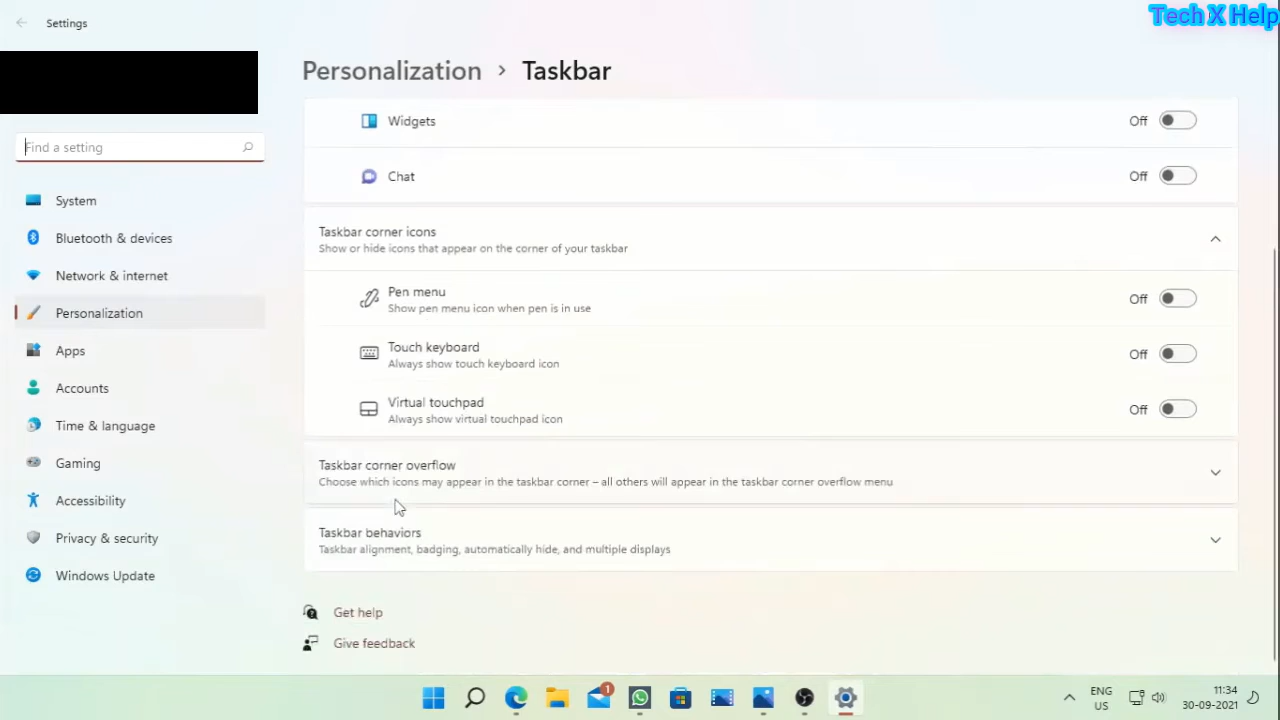 Settings
Tech X Help
Personalization > Taskbar
Find a setting
System
Bluetooth & devices
Network & internet
Personalization
Apps
Accounts
Time & language
Gaming
Accessibility
Privacy & security
Windows Update
Widgets
Off
Chat
Off
Taskbar corner icons
Show or hide icons that appear on the corner of your taskbar
Pen menu
Show pen menu icon when pen is in use
Off
Touch keyboard
Always show touch keyboard icon
Off
Virtual touchpad
Always show virtual touchpad icon
Off
Taskbar corner overflow
Choose which icons may appear in the taskbar corner – all others will appear in the taskbar corner overflow menu
Taskbar behaviors
Taskbar alignment, badging, automatically hide, and multiple displays
Get help
Give feedback
1
ENG
US
11:34
30-09-2021